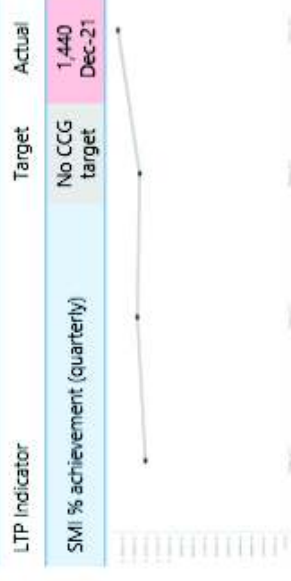 LTP Indicator Target Actual
SMI % achievement (quarterly) No CCG 1,440
target Dec-21